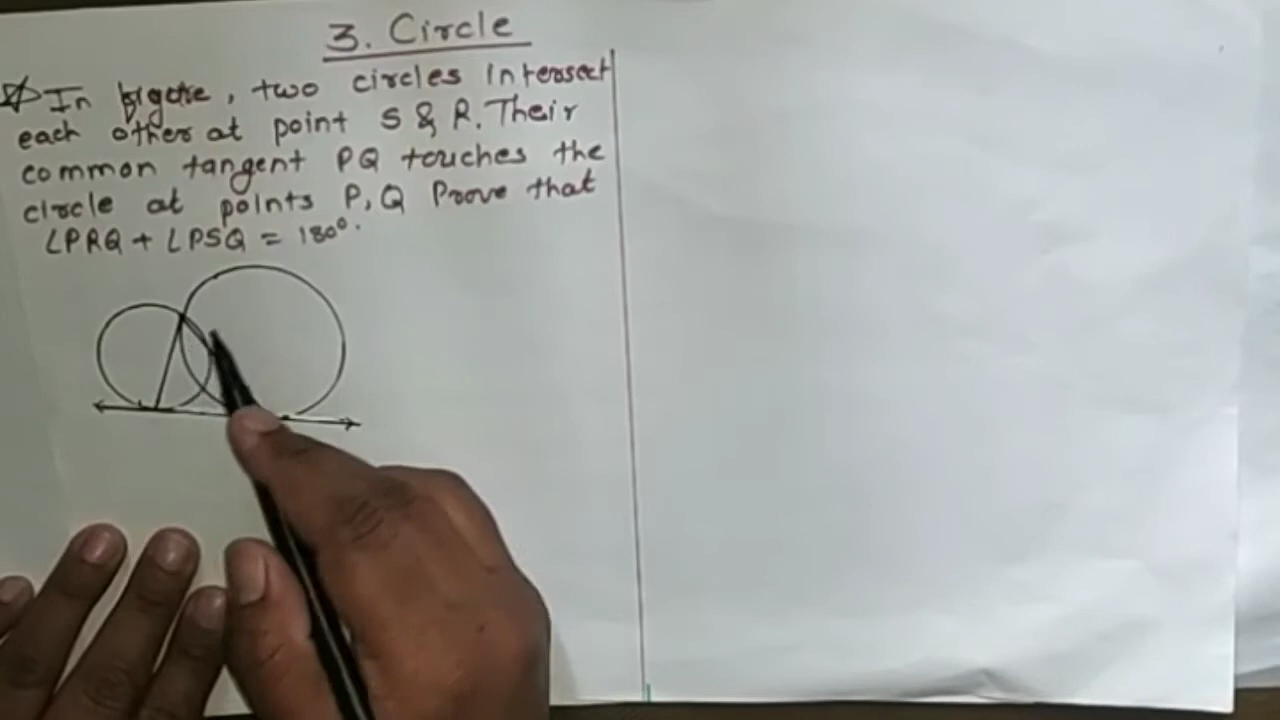 3. Circle
In figure, two circles intersect
each other at point S & R. Their
common tangent PQ touches the
circle at points P, Q Prove that
∠PRQ + ∠PSQ = 180°.